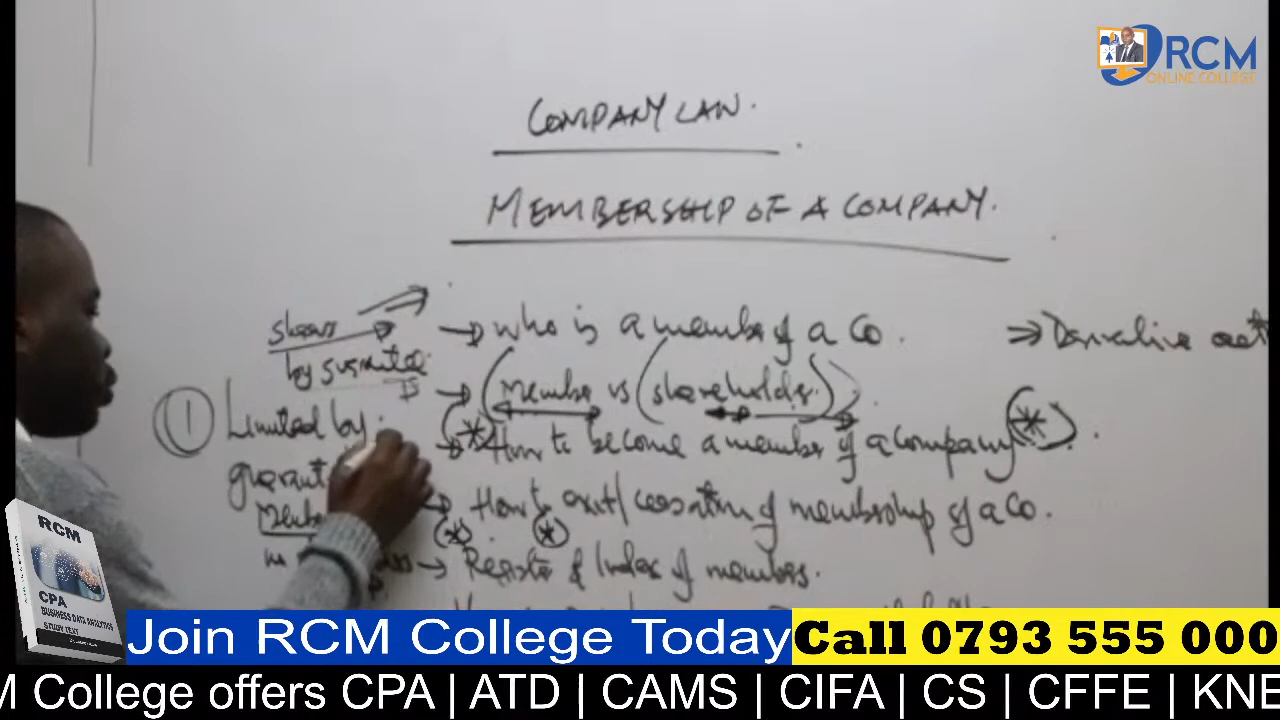 RCM
ONLINE COLLEGE
COMPANY LAW.
MEMBERSHIP OF A COMPANY.
shares → who is a member of a Co.
⇒ Derivative
by guarantee
→ (Member vs (shareholders.))
① Limited by
→ How to become a member of a company (*).
(*)
How to exit/cessation of membership of a Co.
(*) (*)
→ Register & Index of members.
RCM
CPA
BUSINESS DATA ANALYTICS
STUDY TEXT
Join RCM College Today Call 0793 555 000
M College offers CPA | ATD | CAMS | CIFA | CS | CFFE | KNE